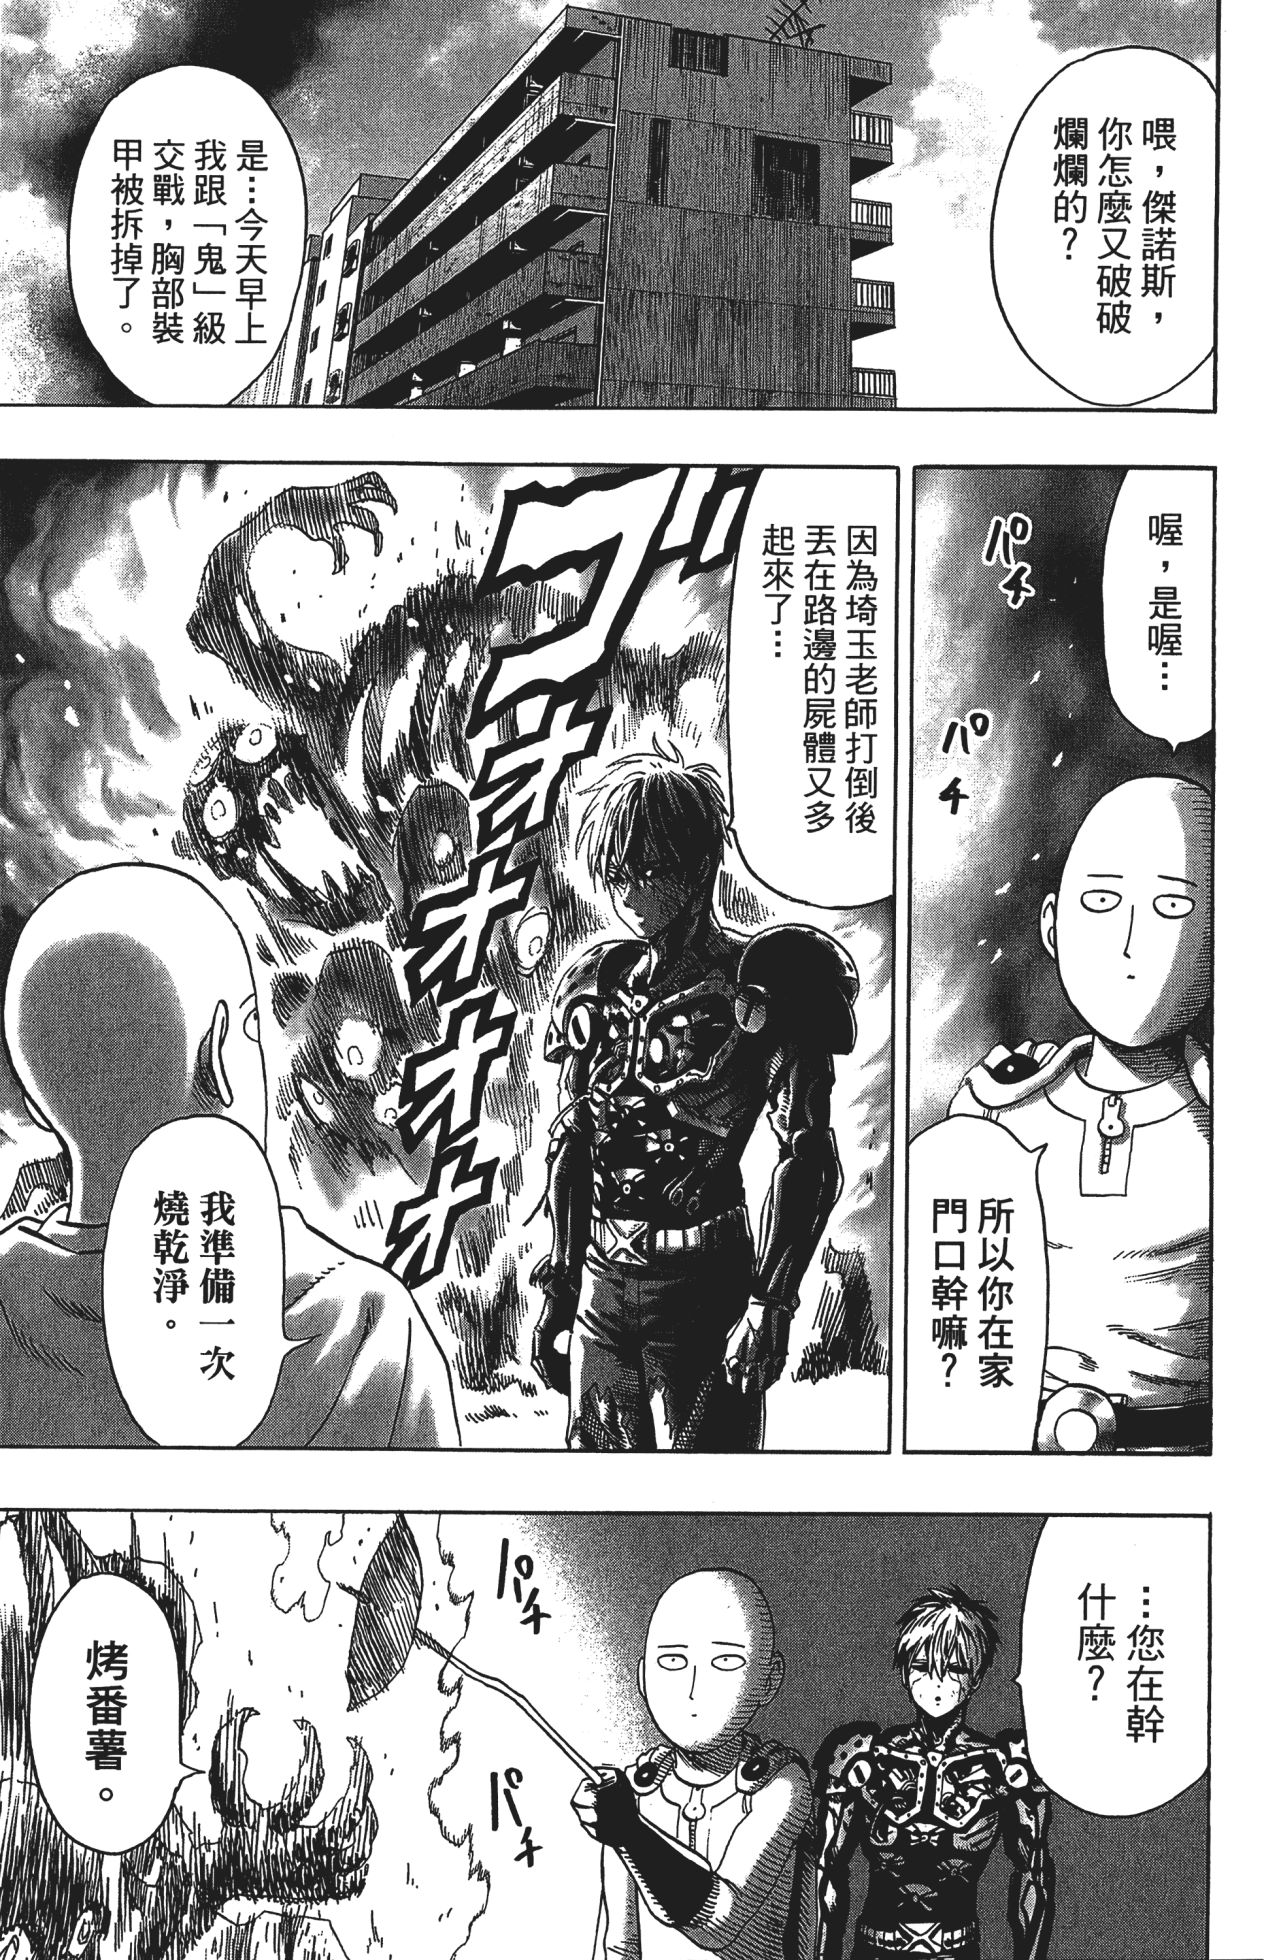 喂，傑諾斯，
你怎麼又破破
爛爛的？
是…今天早上
我跟「鬼」級
交戰，胸部裝
甲被拆掉了。
喔，是喔…
パチ
パチ
所以你在家
門口幹嘛？
因為埼玉老師打倒後
丟在路邊的屍體又多
起來了…
ゴオオオオ
我準備一次
燒乾淨。
…您在幹
什麼？
パチ
パチ
烤番薯。